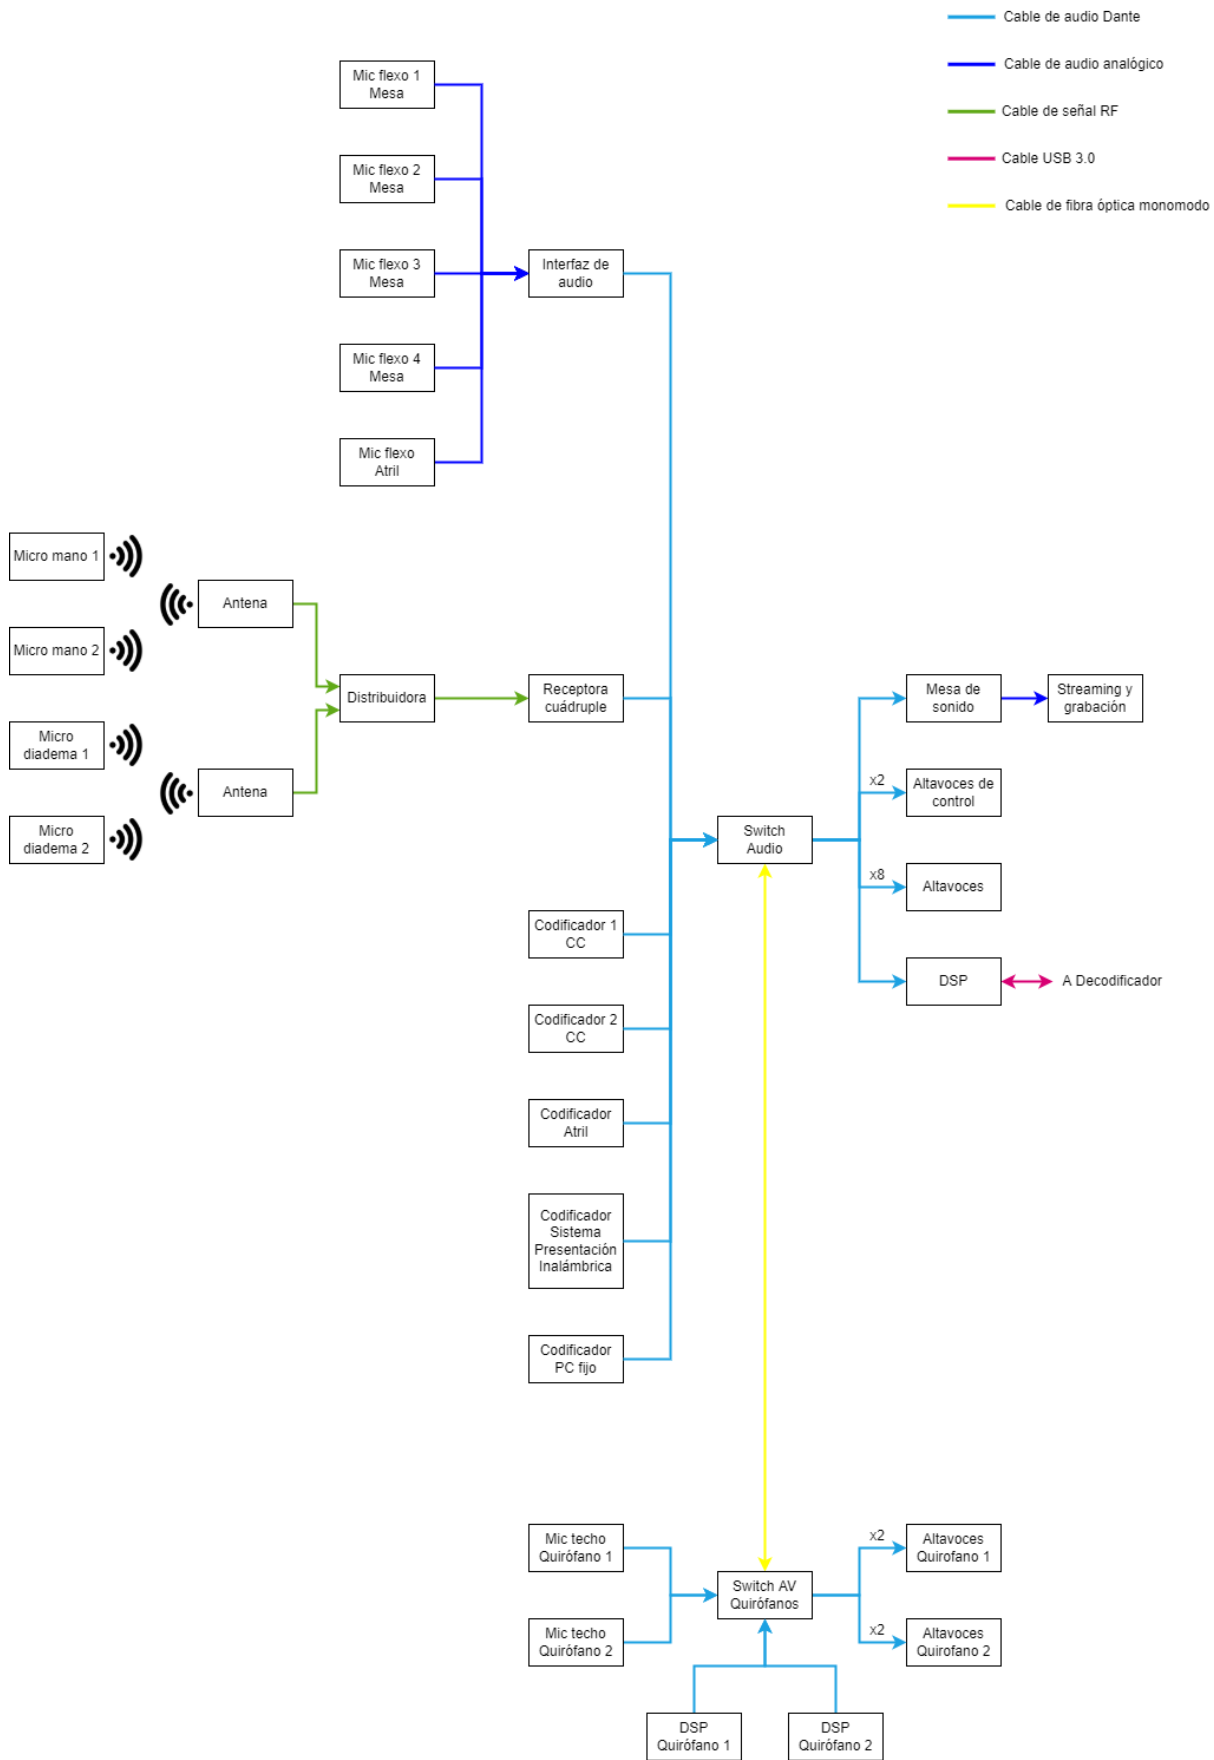 Cable de audio Dante
Cable de audio analógico
Cable de señal RF
Cable USB 3.0
Cable de fibra óptica monomodo
Mic flexo 1
Mesa
Mic flexo 2
Mesa
Mic flexo 3
Mesa
Mic flexo 4
Mesa
Mic flexo
Atril
Interfaz de
audio
Micro mano 1
Micro mano 2
Micro
diadema 1
Micro
diadema 2
Antena
Antena
Distribuidora
Receptora
cuádruple
Codificador 1
CC
Codificador 2
CC
Codificador
Atril
Codificador
Sistema
Presentación
Inalámbrica
Codificador
PC fijo
Switch
Audio
Mesa de
sonido
Streaming y
grabación
x2
Altavoces de
control
x8
Altavoces
DSP
A Decodificador
Mic techo
Quirófano 1
Mic techo
Quirófano 2
Switch AV
Quirófanos
x2
Altavoces
Quirofano 1
x2
Altavoces
Quirofano 2
DSP
Quirófano 1
DSP
Quirófano 2